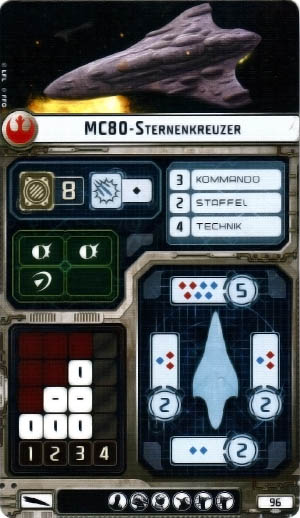 © LFL © FFG
MC80-STERNENKREUZER
8
3 KOMMANDO
2 STAFFEL
4 TECHNIK
5
2
2
2
I
- -
I I I
1 2 3 4
96